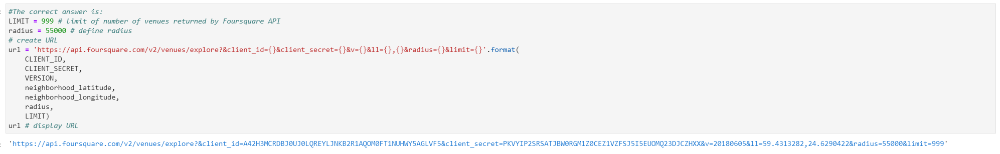 #The correct answer is:
LIMIT = 999 # limit of number of venues returned by Foursquare API
radius = 55000 # define radius
# create URL
url = 'https://api.foursquare.com/v2/venues/explore?&client_id={}&client_secret={}&v={}&ll={},{}&radius={}&limit={}'.format(
    CLIENT_ID,
    CLIENT_SECRET,
    VERSION,
    neighborhood_latitude,
    neighborhood_longitude,
    radius,
    LIMIT)
url # display URL
'https://api.foursquare.com/v2/venues/explore?&client_id=A42H3MCRDBJ0UJ0LQREYLJNKB2R1AQOM0FT1NUHWY5AGLVF5&client_secret=PKVYIP2SRSATJBW0RGM1Z0CEZ1VZFSJ5I5EUOMQ23DJCZHXX&v=20180605&ll=59.4313282,24.6290422&radius=55000&limit=999'